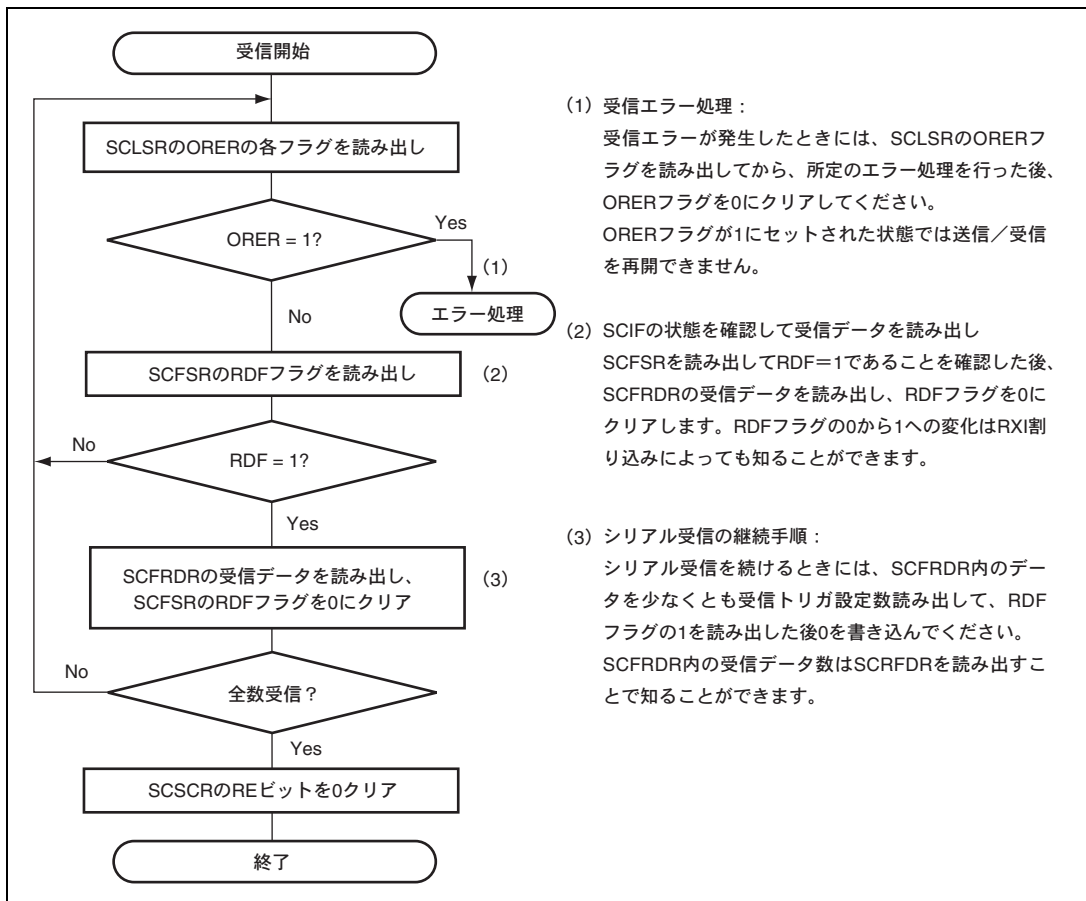 受信開始
SCLSRのORERの各フラグを読み出し
ORER = 1?
Yes
(1)
エラー処理
No
SCFSRのRDFフラグを読み出し
(2)
No
RDF = 1?
Yes
SCFRDRの受信データを読み出し、
SCFSRのRDFフラグを0にクリア
(3)
No
全数受信？
Yes
SCSCRのREビットを0クリア
終了
(1) 受信エラー処理：
受信エラーが発生したときには、SCLSRのORERフ
ラグを読み出してから、所定のエラー処理を行った後、
ORERフラグを0にクリアしてください。
ORERフラグが1にセットされた状態では送信／受信
を再開できません。
(2) SCIFの状態を確認して受信データを読み出し
SCFSRを読み出してRDF＝1であることを確認した後、
SCFRDRの受信データを読み出し、RDFフラグを0に
クリアします。RDFフラグの0から1への変化はRXI割
り込みによっても知ることができます。
(3) シリアル受信の継続手順：
シリアル受信を続けるときには、SCFRDR内のデー
タを少なくとも受信トリガ設定数読み出して、RDF
フラグの1を読み出した後0を書き込んでください。
SCFRDR内の受信データ数はSCRFDRを読み出すこ
とで知ることができます。